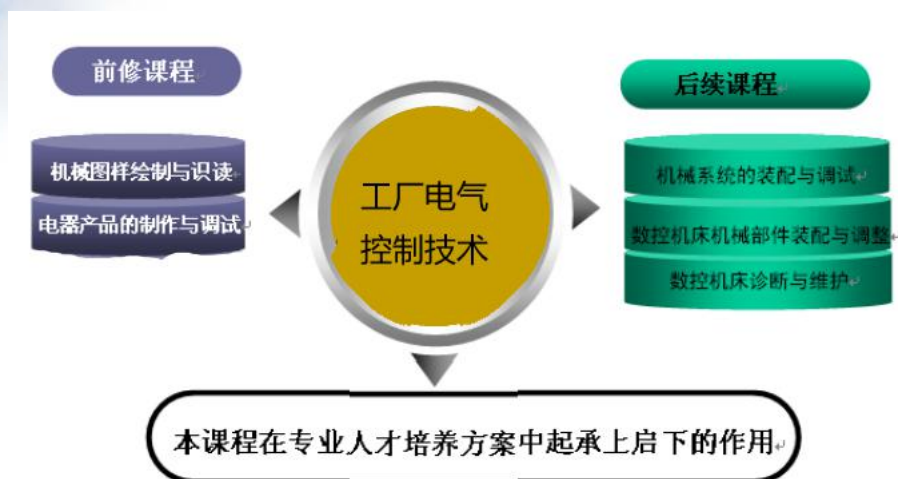 前修课程
机械图样绘制与识读
电器产品的制作与调试
工厂电气
控制技术
后续课程
机械系统的装配与调试
数控机床机械部件装配与调整
数控机床诊断与维护
本课程在专业人才培养方案中起承上启下的作用